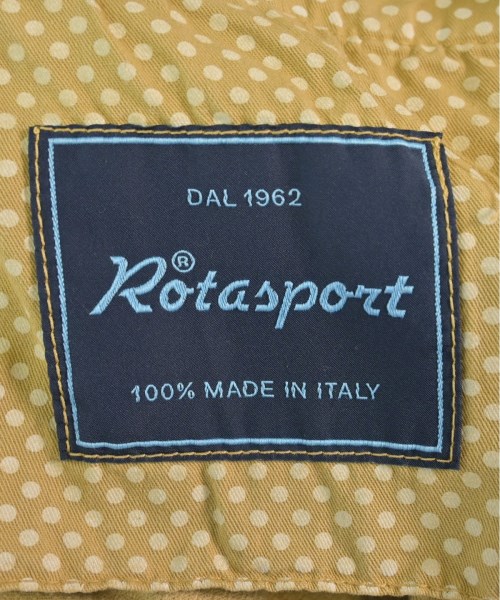 DAL 1962
Rotasport®
100% MADE IN ITALY